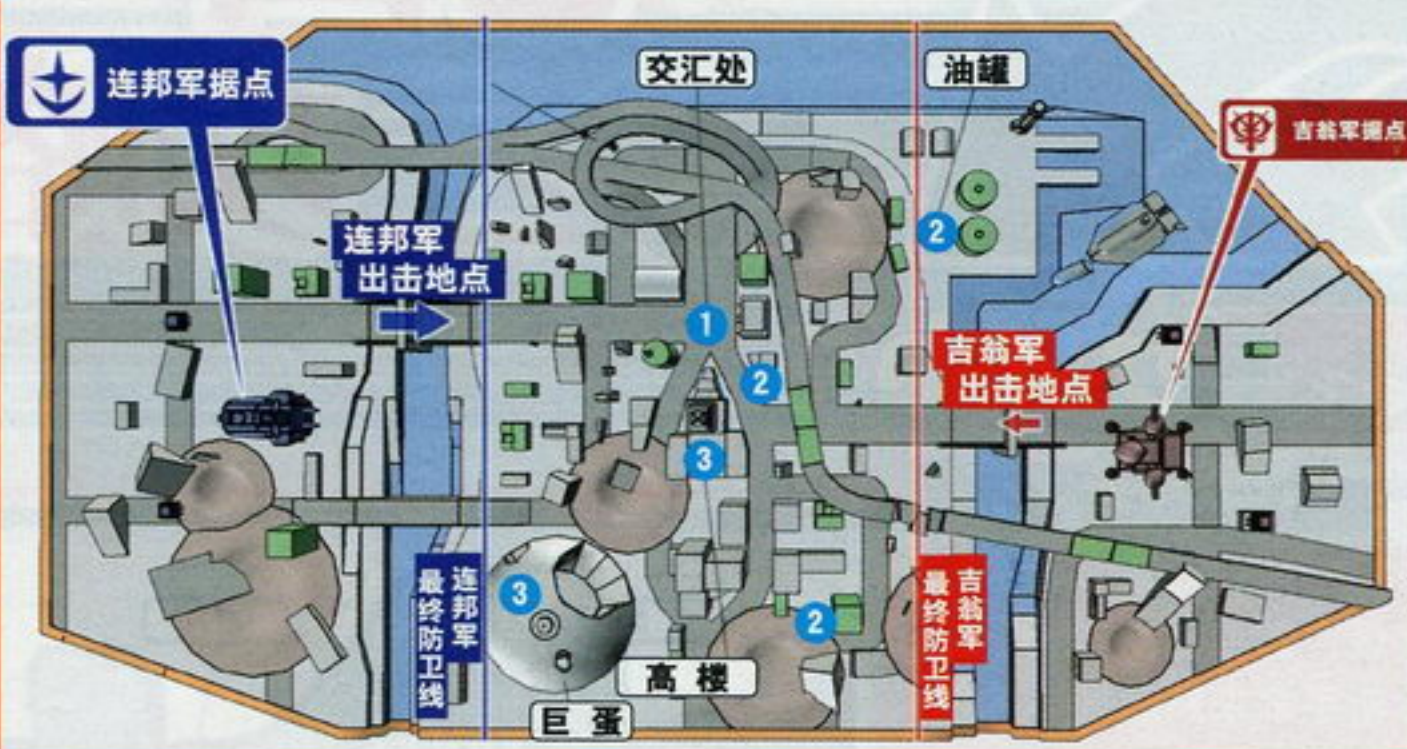 连邦军据点
交汇处
油罐
吉翁军据点
连邦军
出击地点
2
1
吉翁军
出击地点
2
3
连邦军
最终防卫线
3
2
吉翁军
最终防卫线
高楼
巨蛋